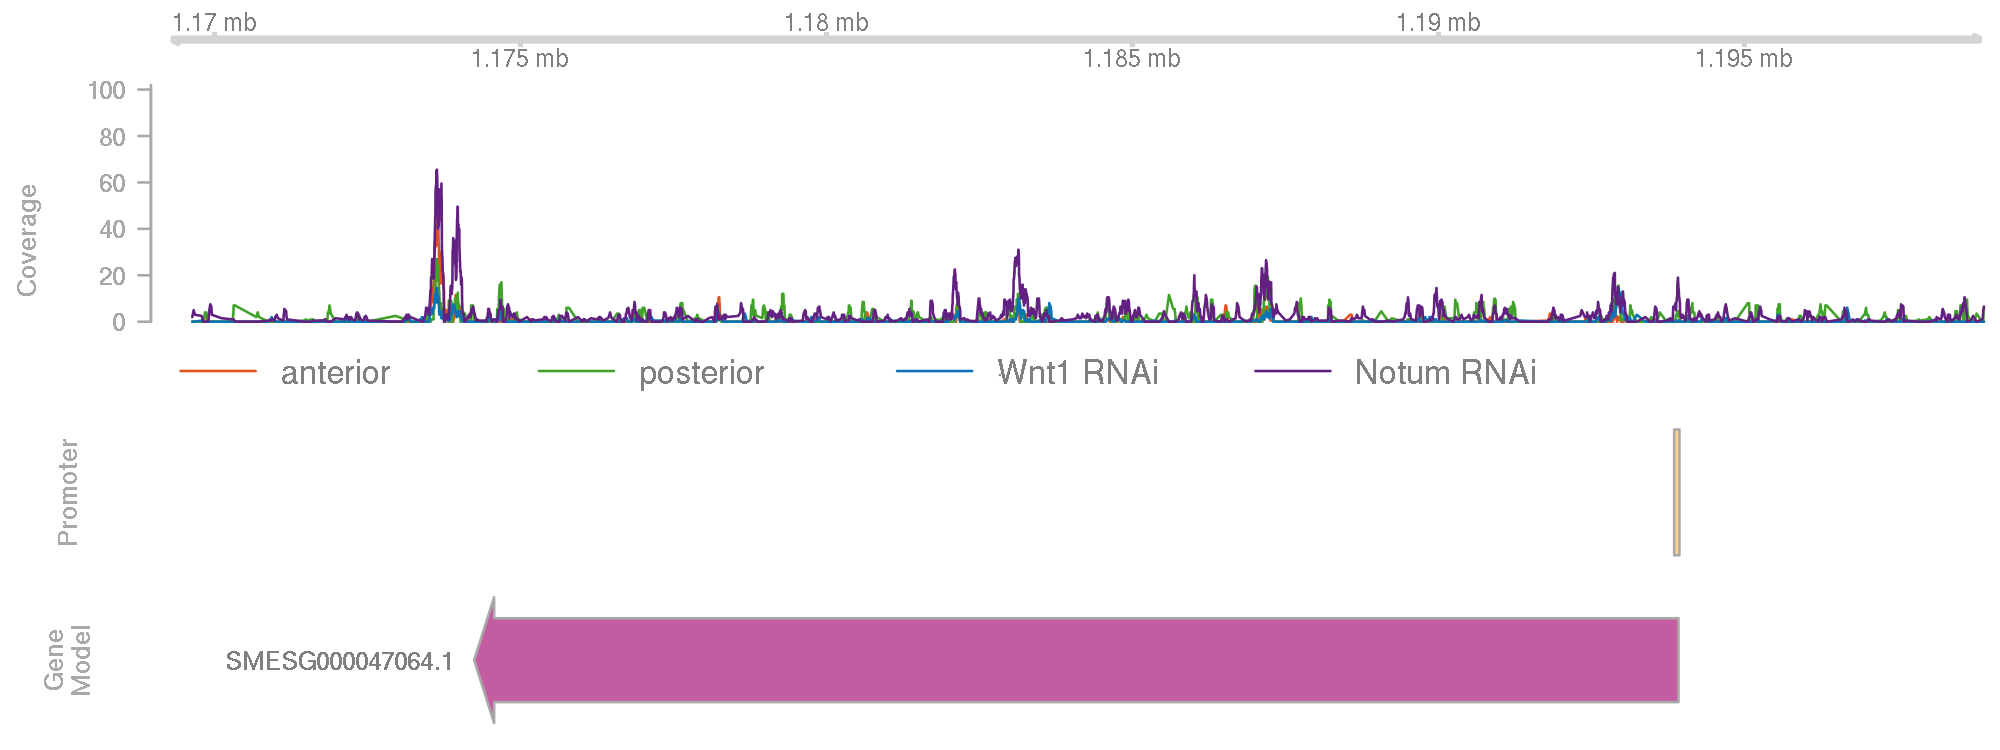 1.17 mb 1.18 mb 1.19 mb
1.175 mb 1.185 mb 1.195 mb
100
80
60
40
20
0
Coverage
anterior posterior Wnt1 RNAi Notum RNAi
Promoter
Gene
Model
SMESG000047064.1